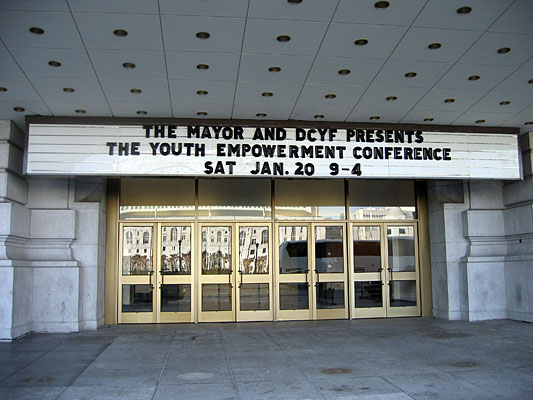 THE MAYOR AND DCYF PRESENTS
THE YOUTH EMPOWERMENT CONFERENCE
SAT JAN. 20 9-4